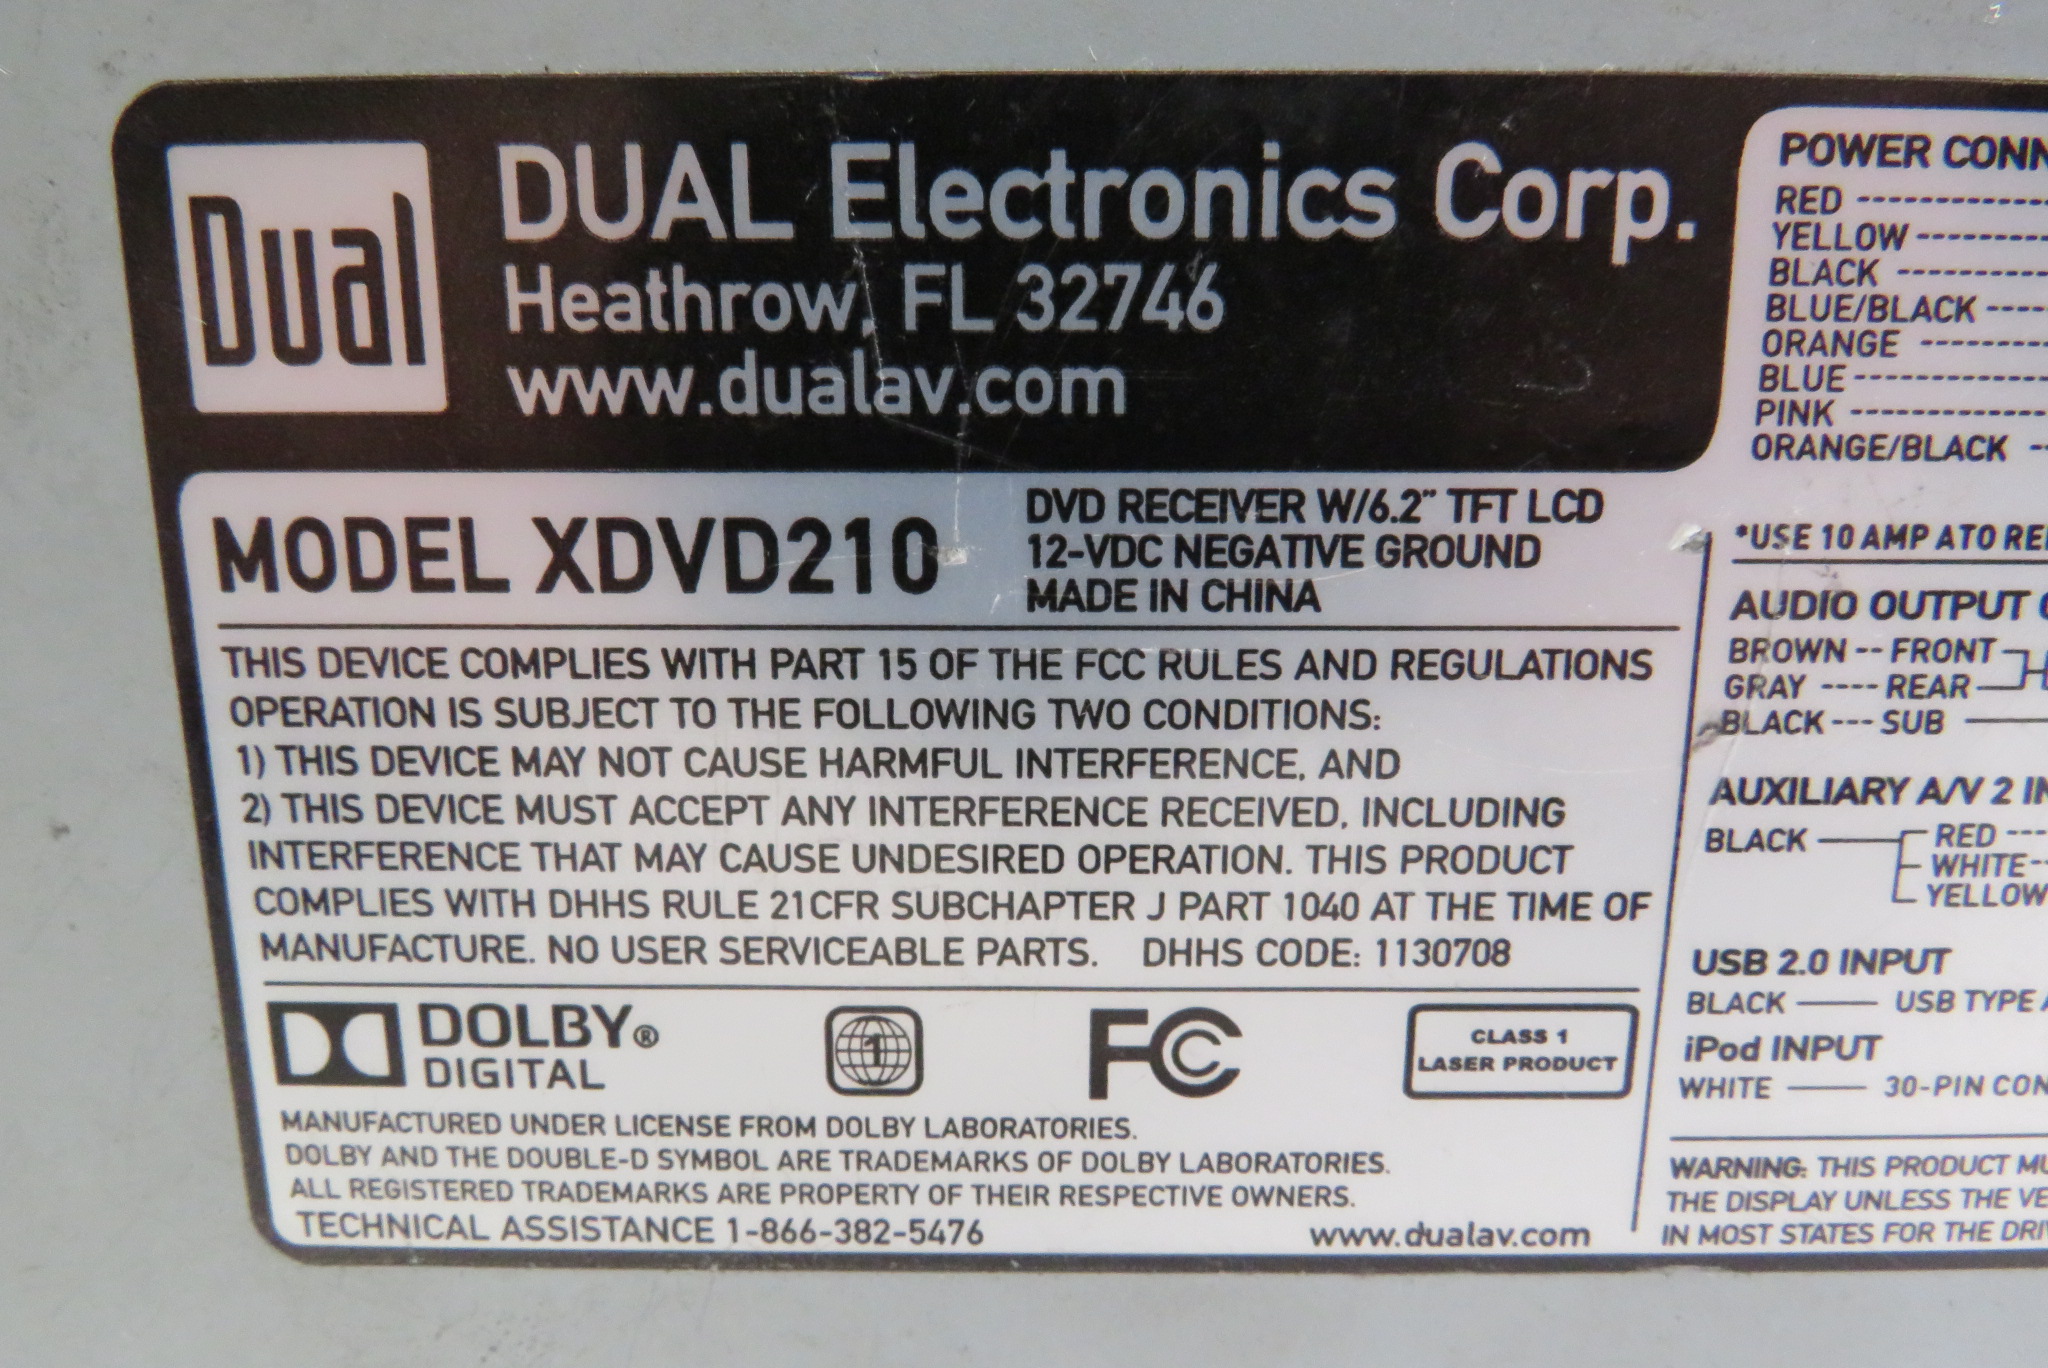 Dual
DUAL Electronics Corp.
Heathrow, FL 32746
www.dualav.com
MODEL XDVD210
DVD RECEIVER W/6.2" TFT LCD
12-VDC NEGATIVE GROUND
MADE IN CHINA
THIS DEVICE COMPLIES WITH PART 15 OF THE FCC RULES AND REGULATIONS
OPERATION IS SUBJECT TO THE FOLLOWING TWO CONDITIONS:
1) THIS DEVICE MAY NOT CAUSE HARMFUL INTERFERENCE, AND
2) THIS DEVICE MUST ACCEPT ANY INTERFERENCE RECEIVED, INCLUDING
INTERFERENCE THAT MAY CAUSE UNDESIRED OPERATION. THIS PRODUCT
COMPLIES WITH DHHS RULE 21CFR SUBCHAPTER J PART 1040 AT THE TIME OF
MANUFACTURE. NO USER SERVICEABLE PARTS. DHHS CODE: 1130708
DOLBY®
DIGITAL
1
FC
CLASS 1
LASER PRODUCT
MANUFACTURED UNDER LICENSE FROM DOLBY LABORATORIES.
DOLBY AND THE DOUBLE-D SYMBOL ARE TRADEMARKS OF DOLBY LABORATORIES.
ALL REGISTERED TRADEMARKS ARE PROPERTY OF THEIR RESPECTIVE OWNERS.
TECHNICAL ASSISTANCE 1-866-382-5476
www.dualav.com
POWER CONN
RED
YELLOW
BLACK
BLUE/BLACK
ORANGE
BLUE
PINK
ORANGE/BLACK
*USE 10 AMP ATO RE
AUDIO OUTPUT
BROWN -- FRONT
GRAY ---- REAR
BLACK --- SUB
AUXILIARY A/V 2 IN
BLACK
RED
WHITE
YELLOW
USB 2.0 INPUT
BLACK — USB TYPE
iPod INPUT
WHITE — 30-PIN CON
WARNING: THIS PRODUCT MU
THE DISPLAY UNLESS THE VE
IN MOST STATES FOR THE DRI